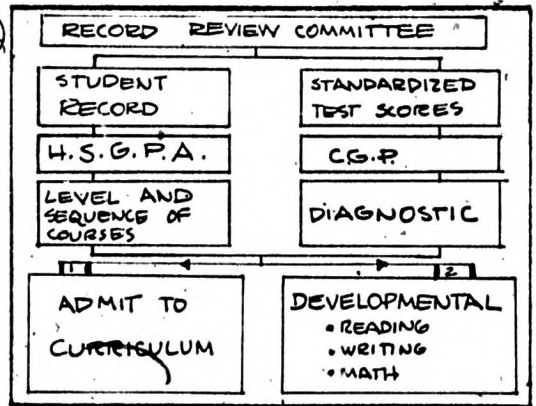 RECORD REVIEW COMMITTEE
STUDENT
RECORD
STANDARDIZED
TEST SCORES
H.S.G.P.A.
C.G.P.
LEVEL AND
SEQUENCE OF
COURSES
DIAGNOSTIC
1
2
ADMIT TO
CURRICULUM
DEVELOPMENTAL
• READING
• WRITING
• MATH